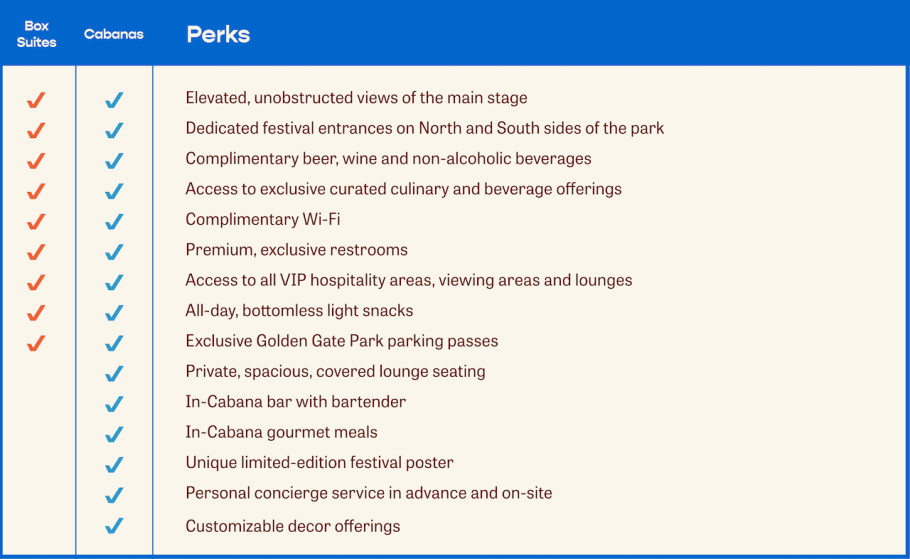 Box
Suites
Cabanas
Perks
Elevated, unobstructed views of the main stage
Dedicated festival entrances on North and South sides of the park
Complimentary beer, wine and non-alcoholic beverages
Access to exclusive curated culinary and beverage offerings
Complimentary Wi-Fi
Premium, exclusive restrooms
Access to all VIP hospitality areas, viewing areas and lounges
All-day, bottomless light snacks
Exclusive Golden Gate Park parking passes
Private, spacious, covered lounge seating
In-Cabana bar with bartender
In-Cabana gourmet meals
Unique limited-edition festival poster
Personal concierge service in advance and on-site
Customizable decor offerings